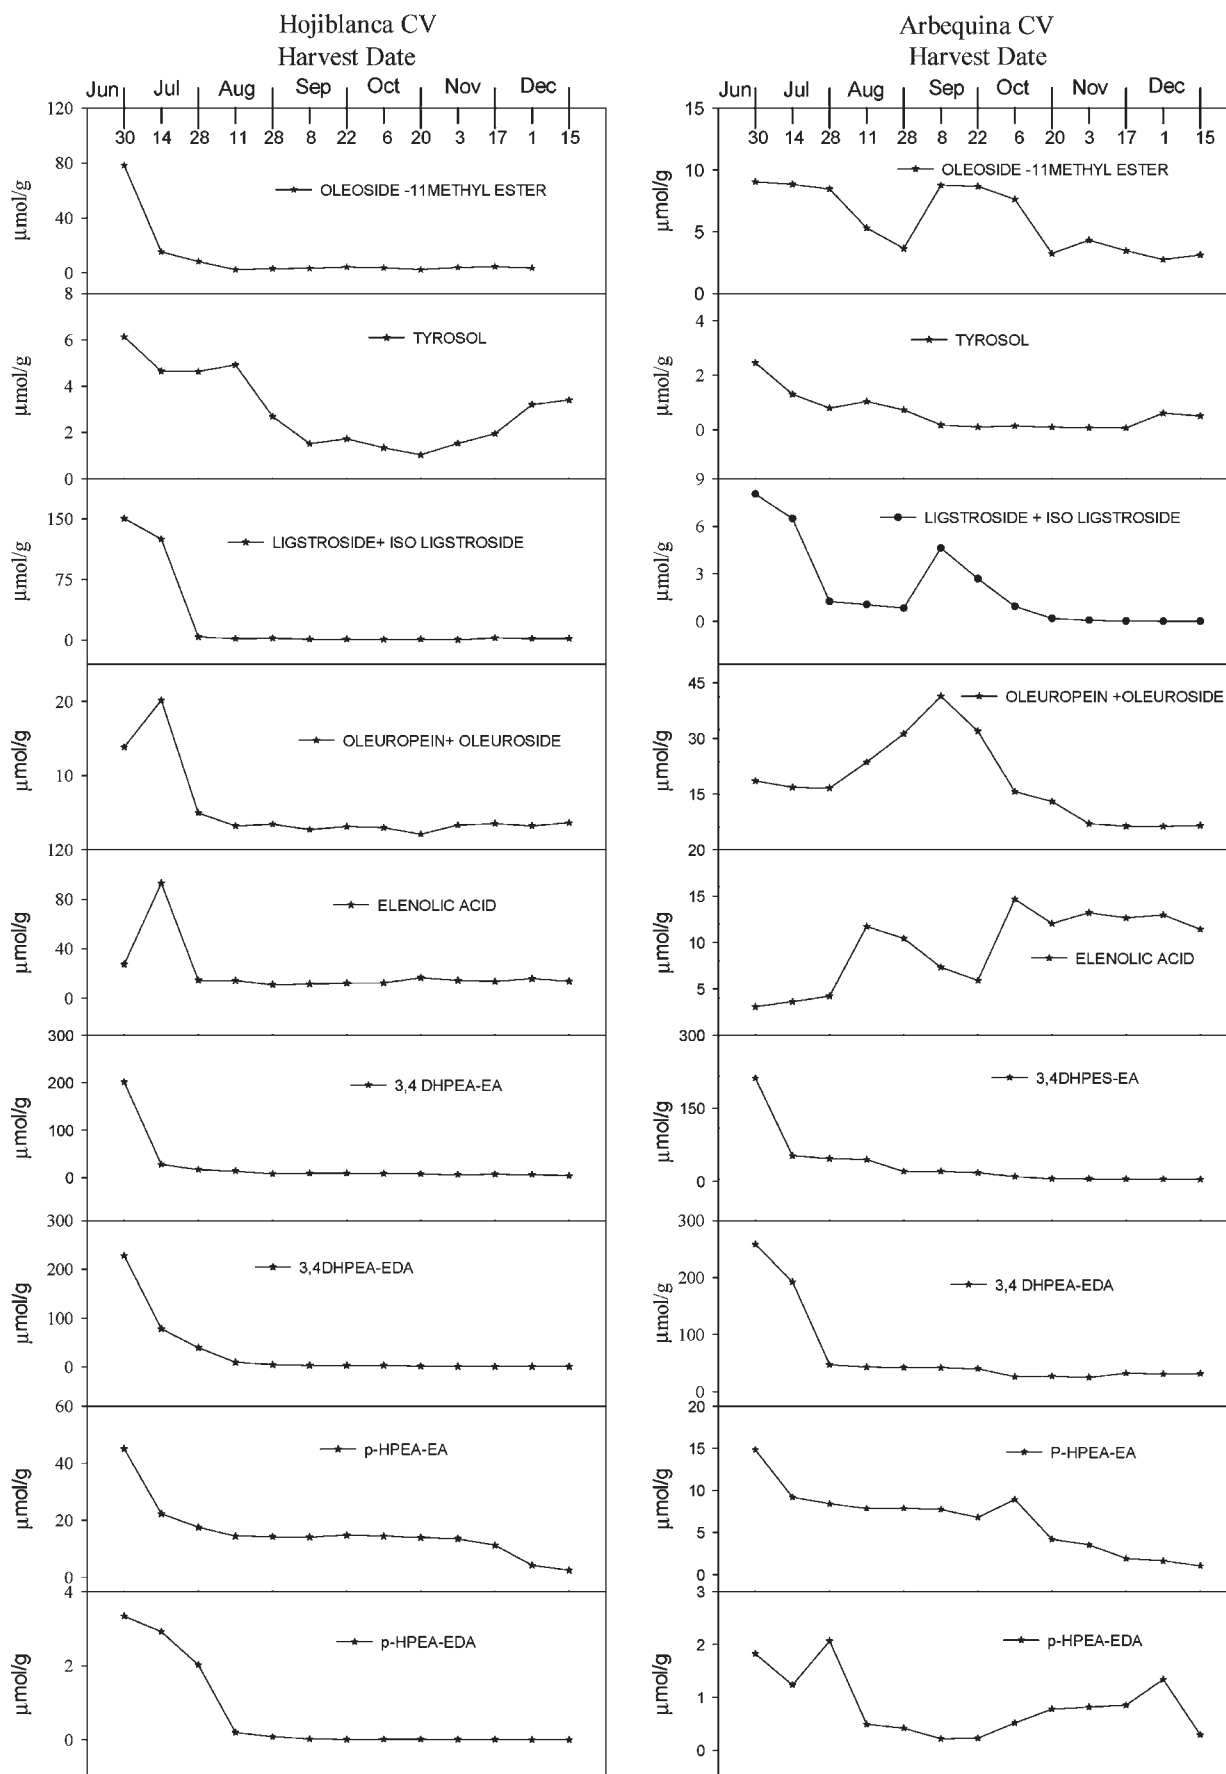 Hojiblanca CV
Harvest Date
Jun Jul Aug Sep Oct Nov Dec
30 14 28 11 28 8 22 6 20 3 17 1 15
120
80
40
0
µmol/g
OLEOSIDE -11METHYL ESTER
8
6
4
2
0
µmol/g
TYROSOL
150
75
0
µmol/g
LIGSTROSIDE+ ISO LIGSTROSIDE
20
10
µmol/g
OLEUROPEIN+ OLEUROSIDE
120
80
40
0
µmol/g
ELENOLIC ACID
300
200
100
0
µmol/g
3,4 DHPEA-EA
300
200
100
0
µmol/g
3,4DHPEA-EDA
60
40
20
0
µmol/g
p-HPEA-EA
4
2
0
µmol/g
p-HPEA-EDA
Arbequina CV
Harvest Date
Jun Jul Aug Sep Oct Nov Dec
30 14 28 11 28 8 22 6 20 3 17 1 15
15
10
5
0
µmol/g
OLEOSIDE -11METHYL ESTER
4
2
0
µmol/g
TYROSOL
9
6
3
0
µmol/g
LIGSTROSIDE + ISO LIGSTROSIDE
45
30
15
µmol/g
OLEUROPEIN +OLEUROSIDE
20
15
10
5
µmol/g
ELENOLIC ACID
300
150
0
µmol/g
3,4DHPES-EA
300
200
100
0
µmol/g
3,4 DHPEA-EDA
20
15
10
5
0
µmol/g
P-HPEA-EA
3
2
1
0
µmol/g
p-HPEA-EDA